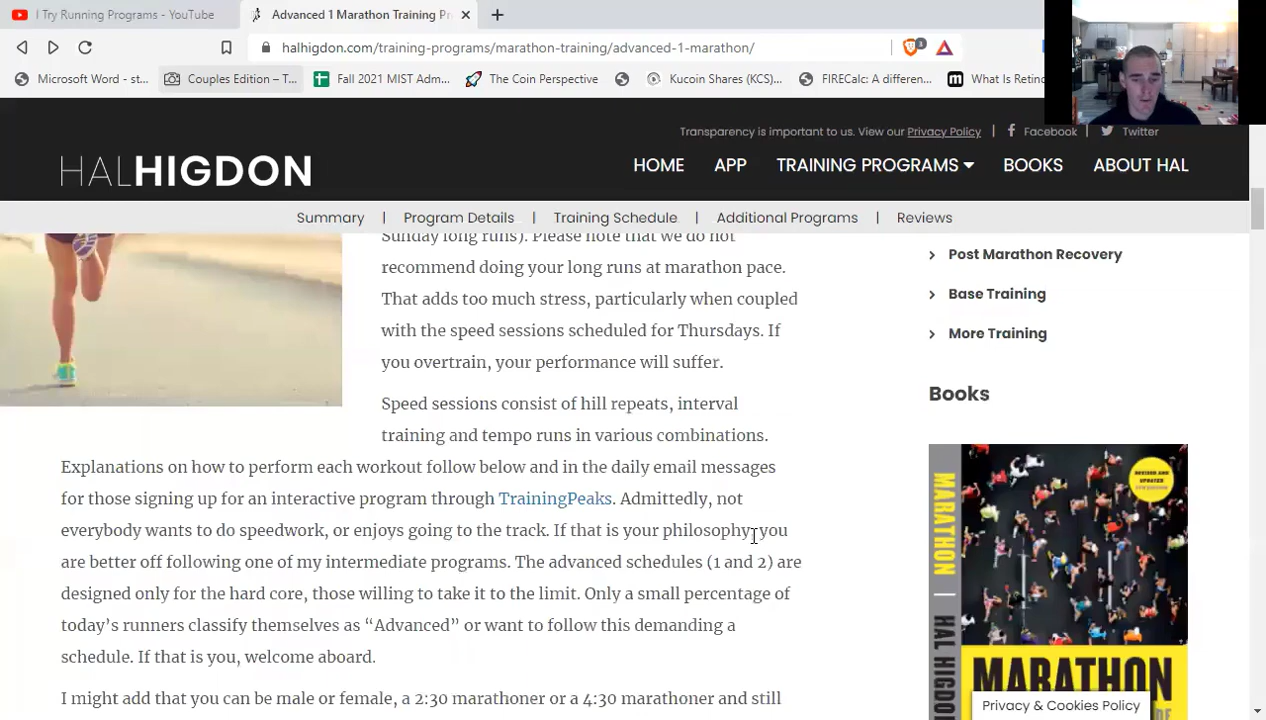 I Try Running Programs - YouTube
Advanced 1 Marathon Training Pr
halhigdon.com/training-programs/marathon-training/advanced-1-marathon/
Microsoft Word - st...
Couples Edition – T...
Fall 2021 MIST Adm...
The Coin Perspective
Kucoin Shares (KCS)...
FIRECalc: A differen...
What Is Retino
Transparency is important to us. View our Privacy Policy | Facebook | Twitter
HAL HIGDON
HOME APP TRAINING PROGRAMS BOOKS ABOUT HAL
Summary | Program Details | Training Schedule | Additional Programs | Reviews
Sunday long runs). Please note that we do not
recommend doing your long runs at marathon pace.
That adds too much stress, particularly when coupled
with the speed sessions scheduled for Thursdays. If
you overtrain, your performance will suffer.
Speed sessions consist of hill repeats, interval
training and tempo runs in various combinations.
Explanations on how to perform each workout follow below and in the daily email messages
for those signing up for an interactive program through TrainingPeaks. Admittedly, not
everybody wants to do speedwork, or enjoys going to the track. If that is your philosophy, you
are better off following one of my intermediate programs. The advanced schedules (1 and 2) are
designed only for the hard core, those willing to take it to the limit. Only a small percentage of
today's runners classify themselves as “Advanced” or want to follow this demanding a
schedule. If that is you, welcome aboard.
I might add that you can be male or female, a 2:30 marathoner or a 4:30 marathoner and still
Post Marathon Recovery
Base Training
More Training
Books
MARATHON
HAL HIGDON
REVISED AND
UPDATED
MARATHON
Privacy & Cookies Policy